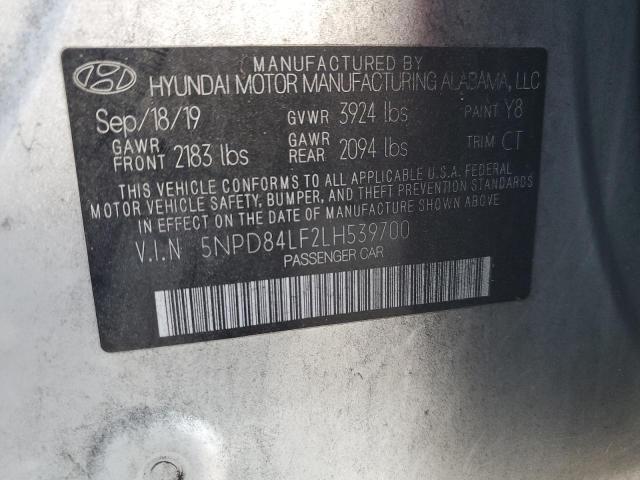 MANUFACTURED BY
HYUNDAI MOTOR MANUFACTURING ALABAMA, LLC
Sep/18/19 GVWR 3924 lbs PAINT Y8
GAWR FRONT 2183 lbs GAWR REAR 2094 lbs TRIM CT
THIS VEHICLE CONFORMS TO ALL APPLICABLE U.S.A. FEDERAL
MOTOR VEHICLE SAFETY, BUMPER, AND THEFT PREVENTION STANDARDS
IN EFFECT ON THE DATE OF MANUFACTURE SHOWN ABOVE.
V.I.N 5NPD84LF2LH539700
PASSENGER CAR